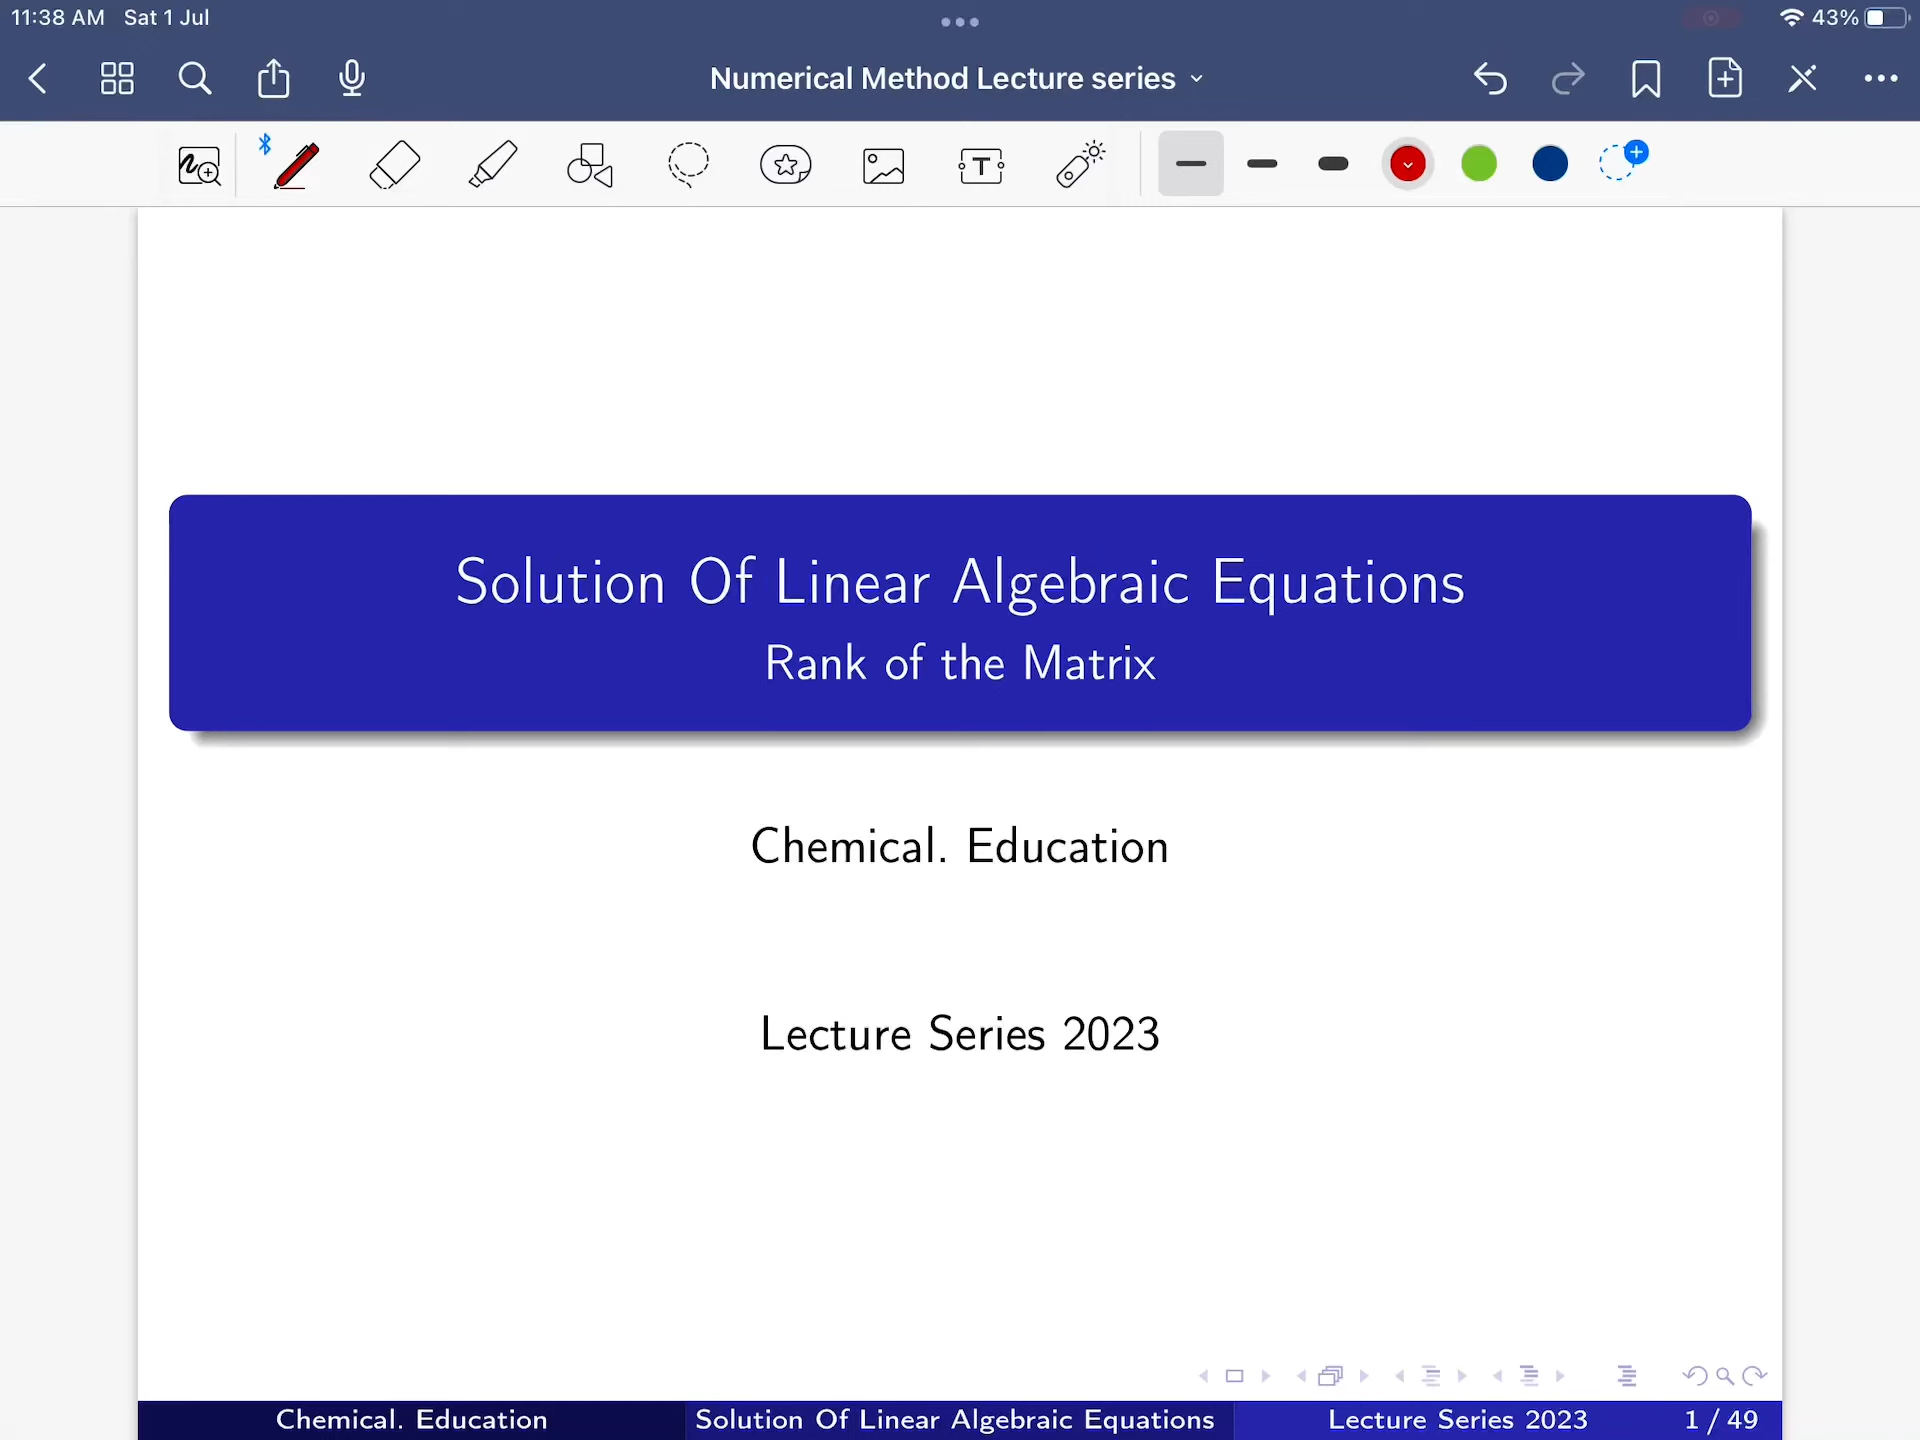 11:38 AM Sat 1 Jul
43%
Numerical Method Lecture series
T
Solution Of Linear Algebraic Equations
Rank of the Matrix
Chemical. Education
Lecture Series 2023
Chemical. Education Solution Of Linear Algebraic Equations Lecture Series 2023 1 / 49